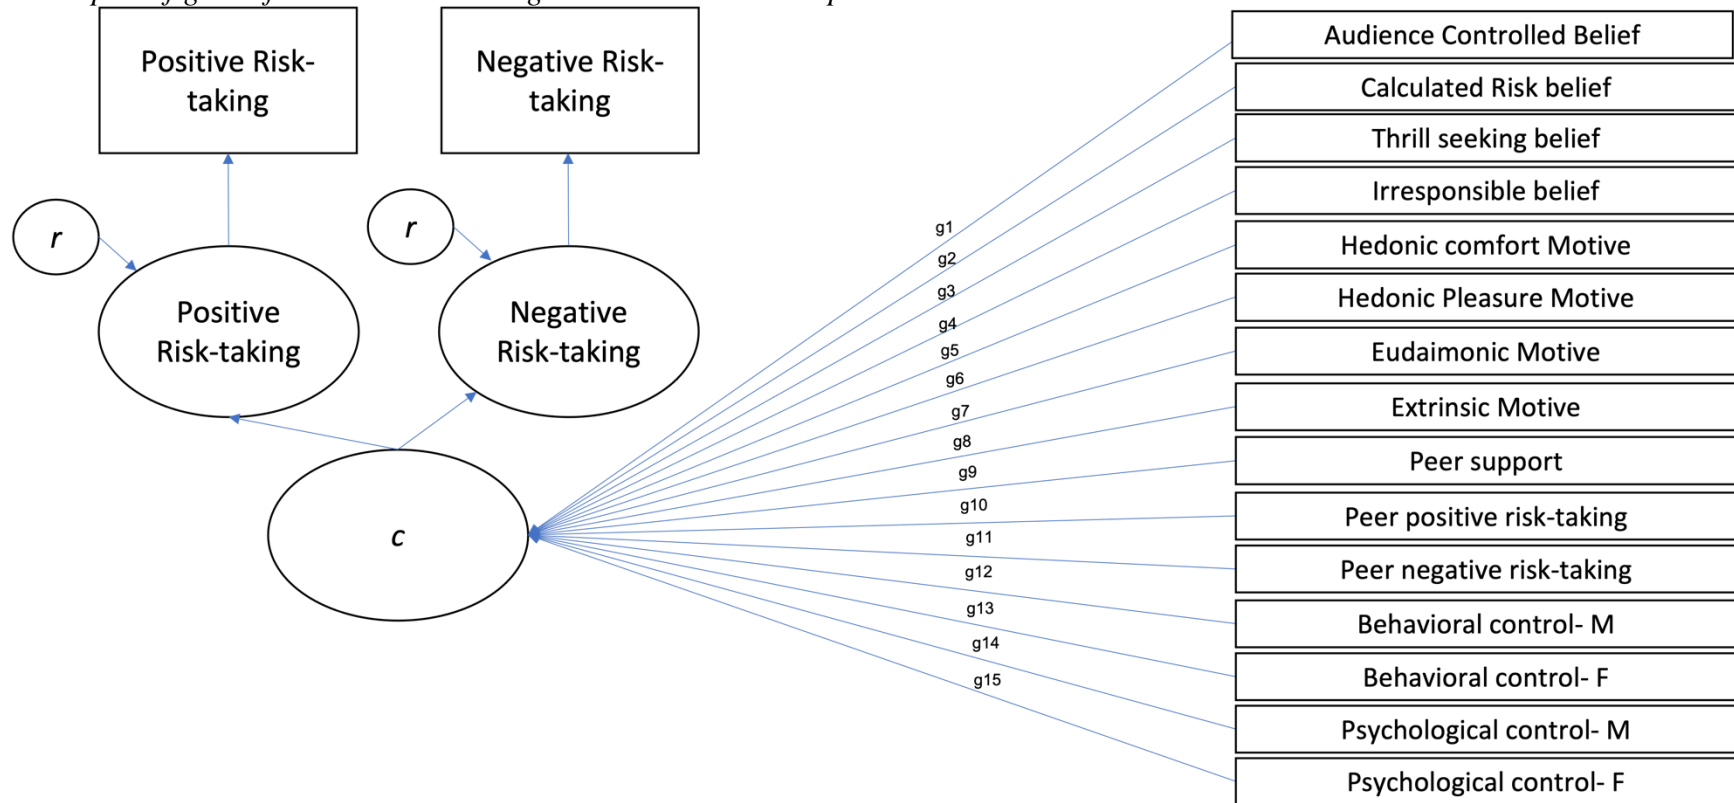 Positive Risk-
taking
Negative Risk-
taking
r
r
Positive
Risk-taking
Negative
Risk-taking
c
g1
g2
g3
g4
g5
g6
g7
g8
g9
g10
g11
g12
g13
g14
g15
Audience Controlled Belief
Calculated Risk belief
Thrill seeking belief
Irresponsible belief
Hedonic comfort Motive
Hedonic Pleasure Motive
Eudaimonic Motive
Extrinsic Motive
Peer support
Peer positive risk-taking
Peer negative risk-taking
Behavioral control- M
Behavioral control- F
Psychological control- M
Psychological control- F